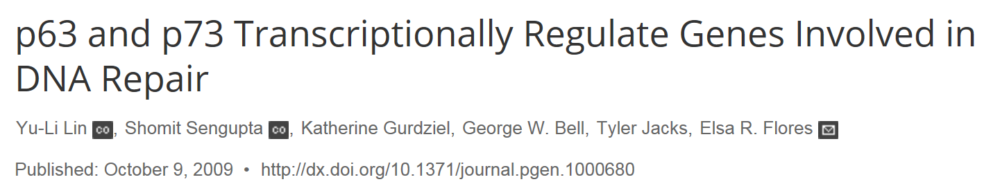 p63 and p73 Transcriptionally Regulate Genes Involved in
DNA Repair
Yu-Li Lin co, Shomit Sengupta co, Katherine Gurdziel, George W. Bell, Tyler Jacks, Elsa R. Flores
Published: October 9, 2009 • http://dx.doi.org/10.1371/journal.pgen.1000680